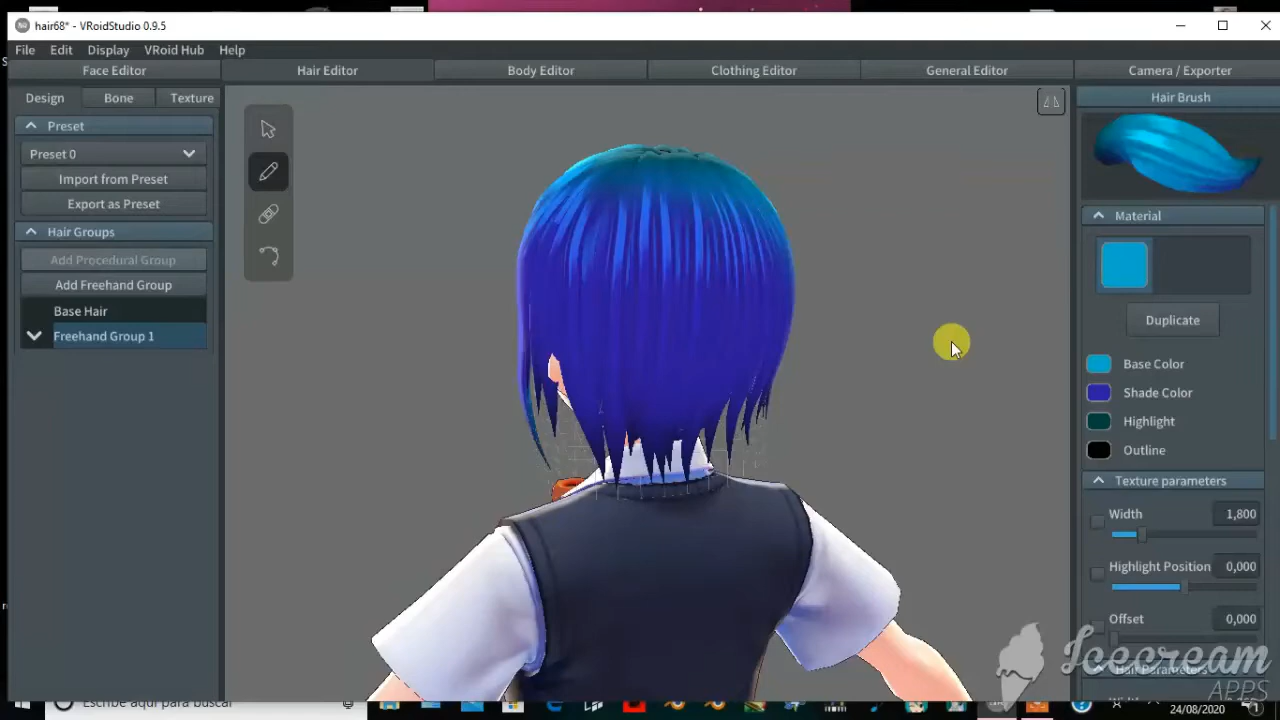 hair68* - VRoidStudio 0.9.5
File Edit Display VRoid Hub Help
Face Editor Hair Editor Body Editor Clothing Editor General Editor Camera / Exporter
Design Bone Texture
Preset
Preset 0
Import from Preset
Export as Preset
Hair Groups
Add Procedural Group
Add Freehand Group
Base Hair
Freehand Group 1
Hair Brush
Material
Duplicate
Base Color
Shade Color
Highlight
Outline
Texture parameters
Width 1,800
Highlight Position 0,000
Offset 0,000
Hair Parameters
Icecream
APPS
Escribe aquí para buscar
24/08/2020